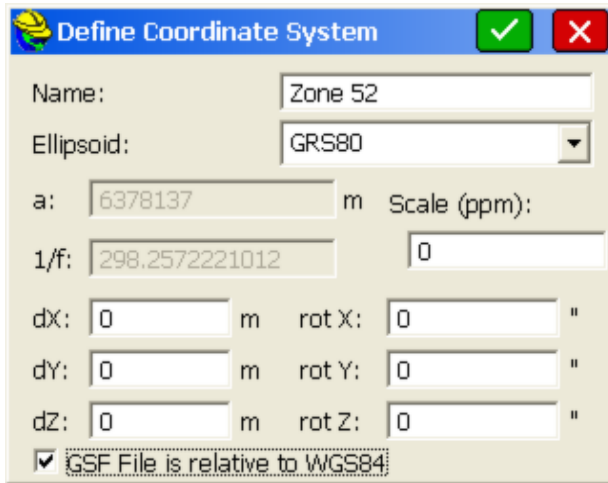 Define Coordinate System
Name: Zone 52
Ellipsoid: GRS80
a: 6378137 m Scale (ppm):
1/f: 298.2572221012 0
dX: 0 m rot X: 0 "
dY: 0 m rot Y: 0 "
dZ: 0 m rot Z: 0 "
GSF File is relative to WGS84